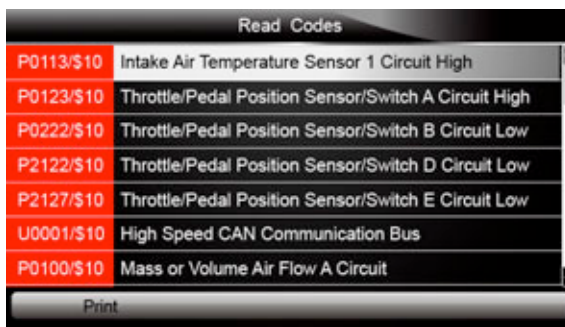 Read Codes
P0113/$10 Intake Air Temperature Sensor 1 Circuit High
P0123/$10 Throttle/Pedal Position Sensor/Switch A Circuit High
P0222/$10 Throttle/Pedal Position Sensor/Switch B Circuit Low
P2122/$10 Throttle/Pedal Position Sensor/Switch D Circuit Low
P2127/$10 Throttle/Pedal Position Sensor/Switch E Circuit Low
U0001/$10 High Speed CAN Communication Bus
P0100/$10 Mass or Volume Air Flow A Circuit
Print